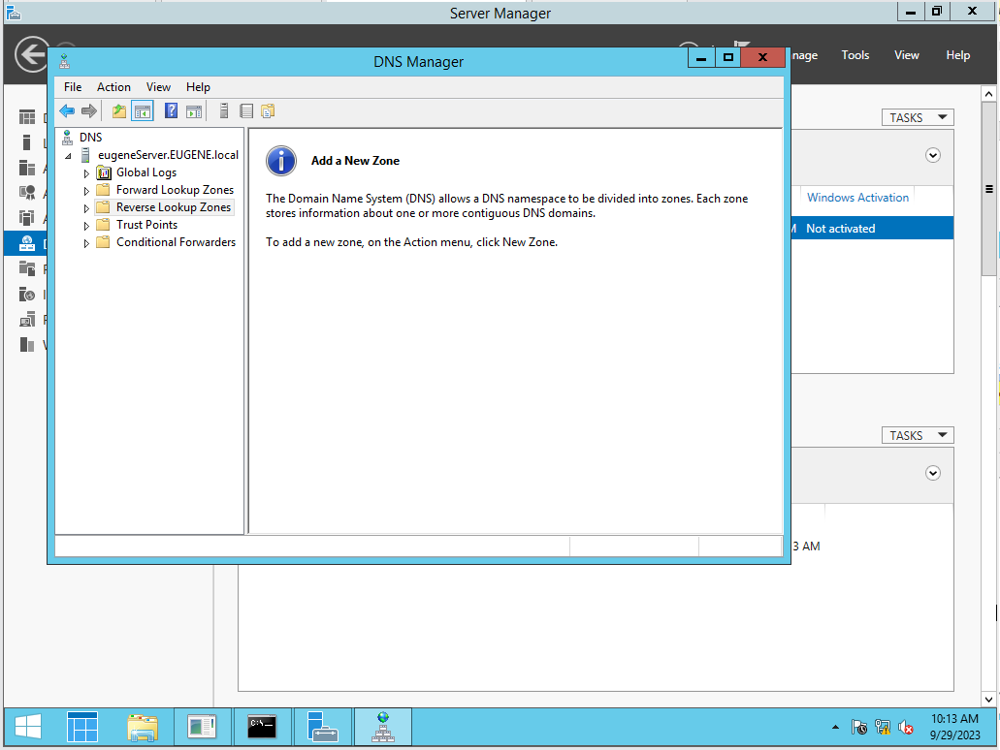 Server Manager
nage
Tools
View
Help
DNS Manager
File
Action
View
Help
DNS
eugeneServer.EUGENE.local
Global Logs
Forward Lookup Zones
Reverse Lookup Zones
Trust Points
Conditional Forwarders
Add a New Zone
The Domain Name System (DNS) allows a DNS namespace to be divided into zones. Each zone
stores information about one or more contiguous DNS domains.
To add a new zone, on the Action menu, click New Zone.
TASKS
Windows Activation
M Not activated
TASKS
3 AM
C:\
10:13 AM
9/29/2023